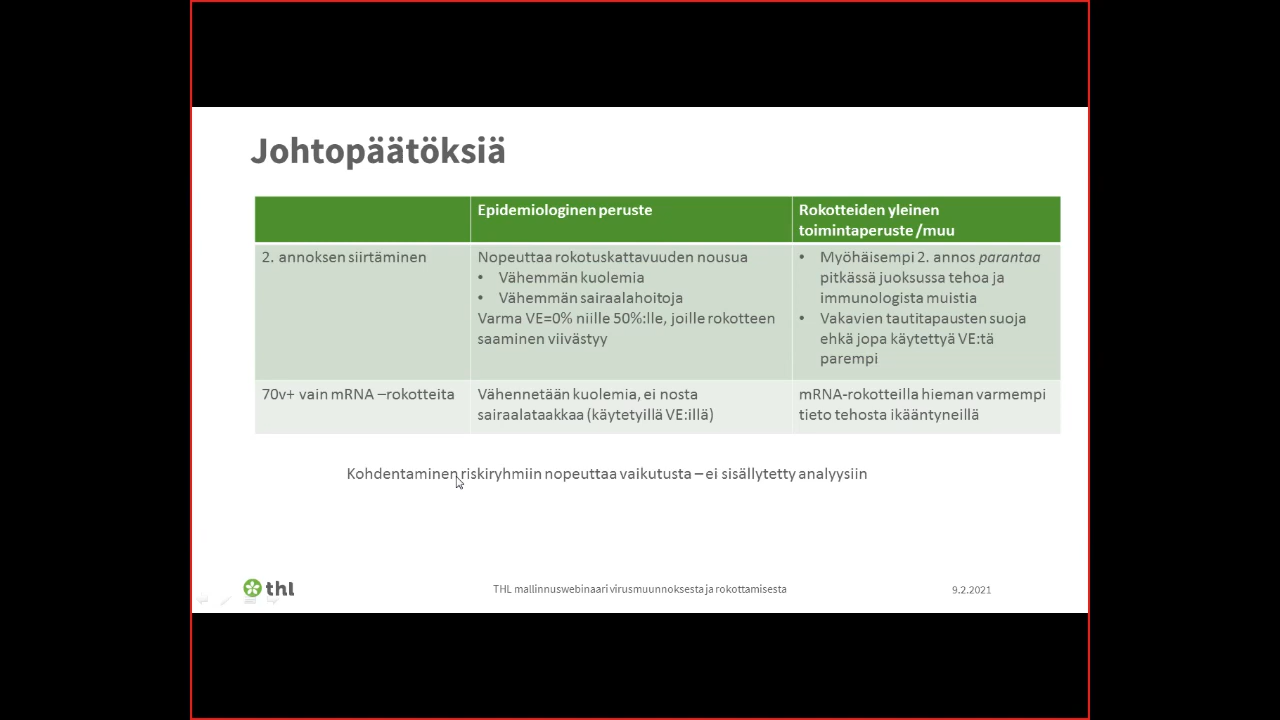 Johtopäätöksiä
Epidemiologinen peruste
Rokotteiden yleinen
toimintaperuste/muu
2. annoksen siirtäminen
Nopeuttaa rokotuskattavuuden nousua
• Vähemmän kuolemia
• Vähemmän sairaalahoitoja
Varma VE=0% niille 50%:lle, joille rokotteen
saaminen viivästyy
• Myöhäisempi 2. annos parantaa
pitkässä juoksussa tehoa ja
immunologista muistia
• Vakavien tautitapausten suoja
ehkä jopa käytettyä VE:tä
parempi
70v+ vain mRNA –rokotteita
Vähennetään kuolemia, ei nosta
sairaalataakkaa (käytetyillä VE:illä)
mRNA-rokotteilla hieman varmempi
tieto tehosta ikääntyneillä
Kohdentaminen riskiryhmiin nopeuttaa vaikutusta – ei sisällytetty analyysiin
thl
THL mallinnuswebinaari virusmuunnoksesta ja rokottamisesta
9.2.2021